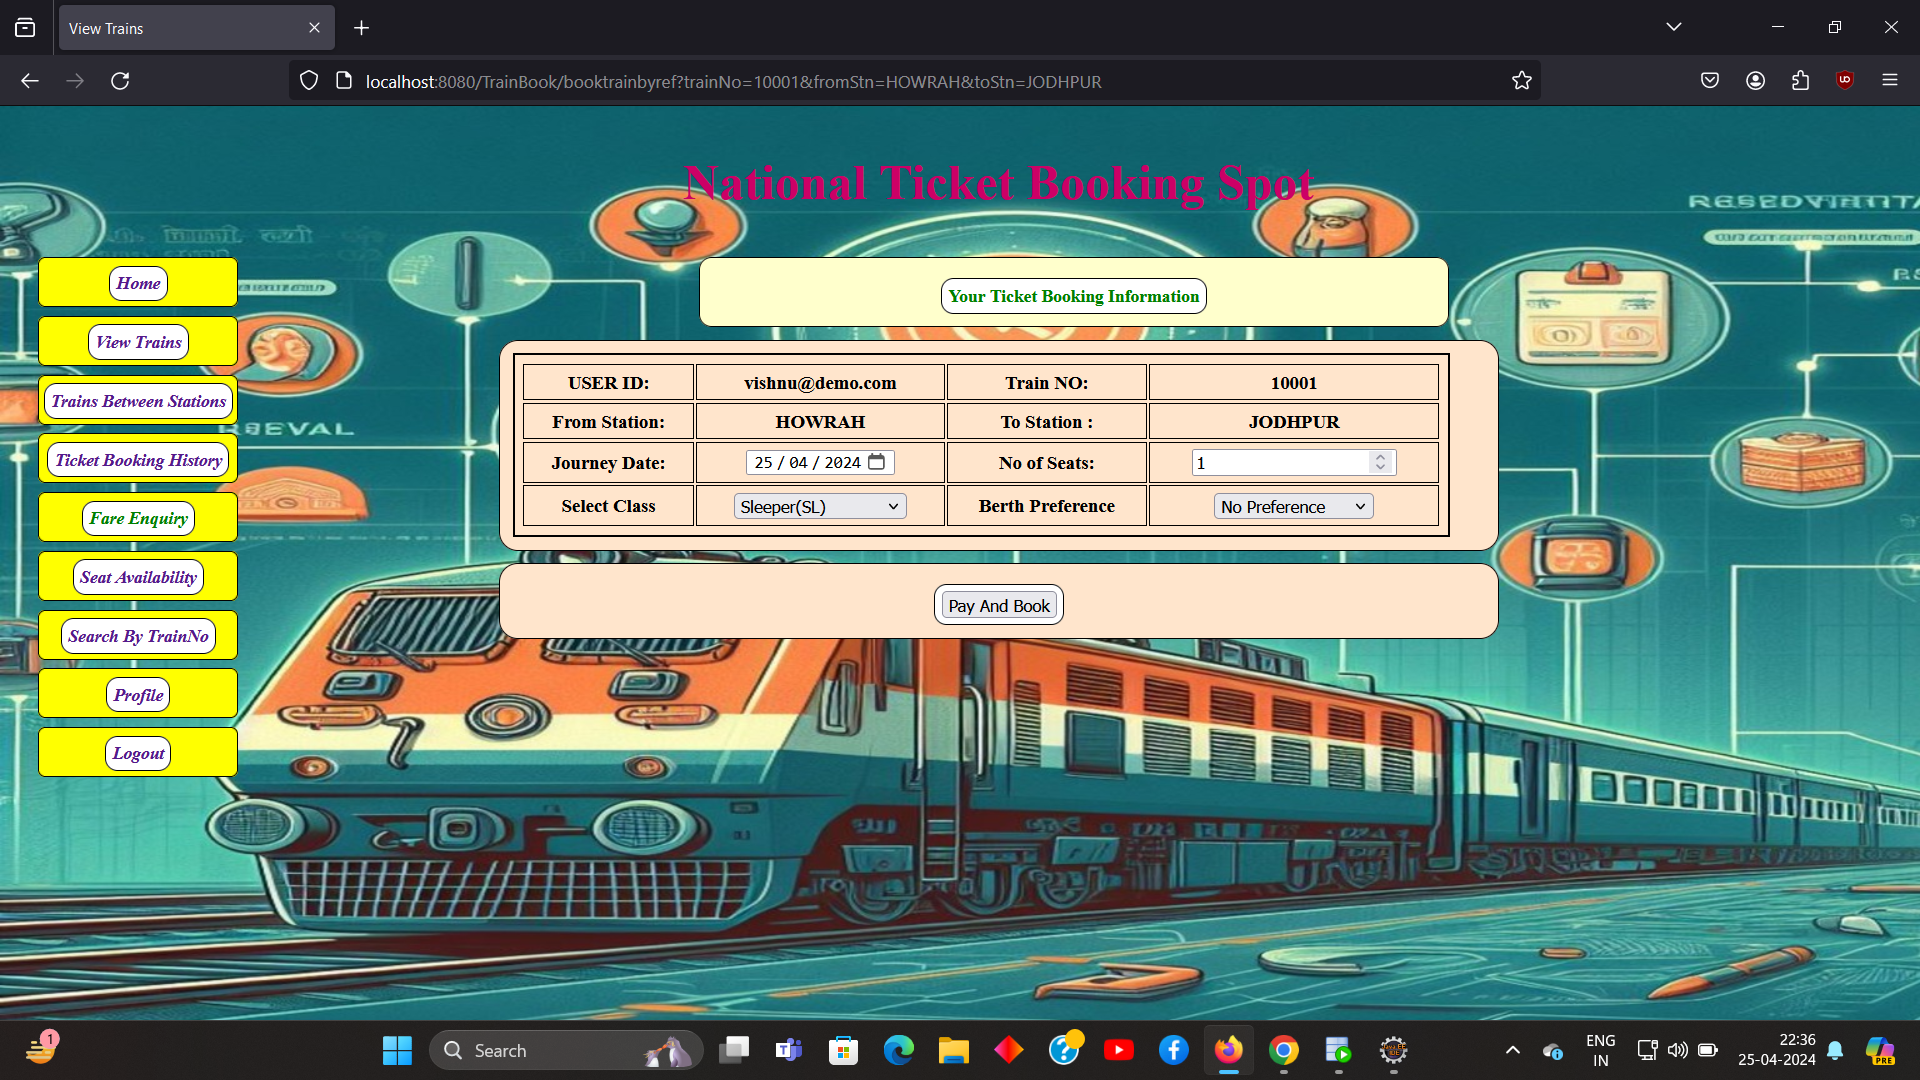 View Trains
localhost:8080/TrainBook/booktrainbyref?trainNo=10001&fromStn=HOWRAH&toStn=JODHPUR
National Ticket Booking Spot
Home
View Trains
Trains Between Stations
Ticket Booking History
Fare Enquiry
Seat Availability
Search By TrainNo
Profile
Logout
Your Ticket Booking Information
USER ID: vishnu@demo.com Train NO: 10001
From Station: HOWRAH To Station : JODHPUR
Journey Date: 25 / 04 / 2024 No of Seats: 1
Select Class Sleeper(SL) Berth Preference No Preference
Pay And Book
1
Search
PRE
ENG
IN
22:36
25-04-2024